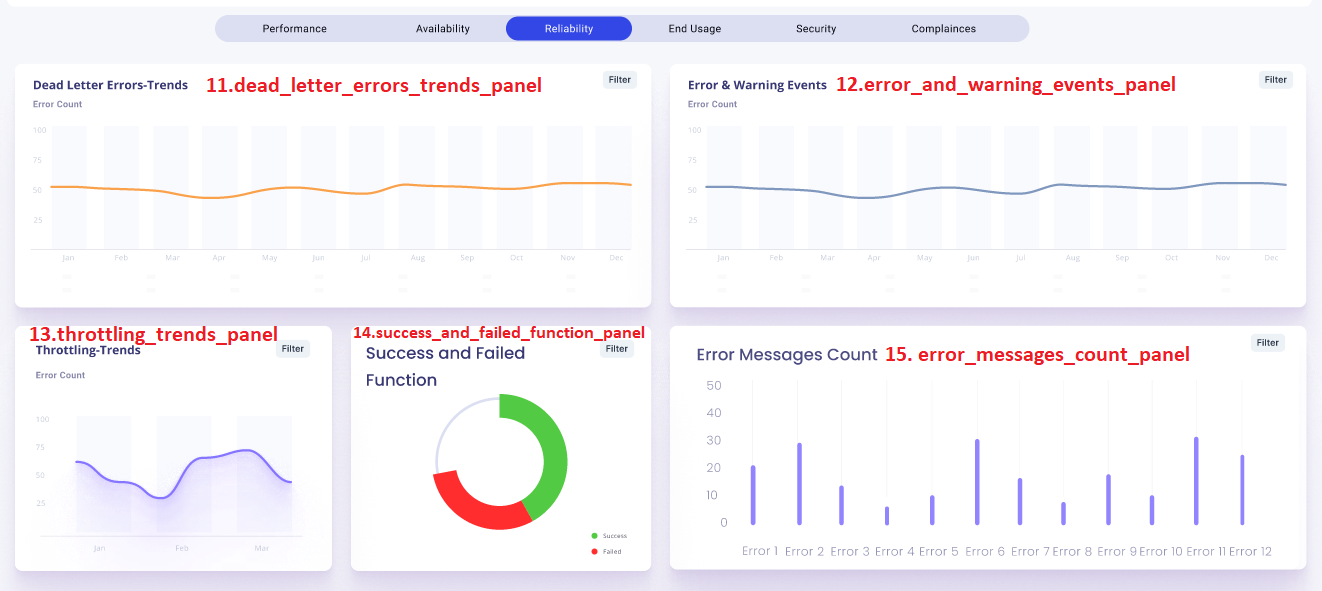 Performance Availability Reliability End Usage Security Complainces
Dead Letter Errors-Trends 11.dead_letter_errors_trends_panel Filter
Error Count
100
75
50
25
Jan Feb Mar Apr May Jun Jul Aug Sep Oct Nov Dec
Error & Warning Events 12.error_and_warning_events_panel Filter
Error Count
100
75
50
25
Jan Feb Mar Apr May Jun Jul Aug Sep Oct Nov Dec
13.throttling_trends_panel
Throttling-Trends Filter
Error Count
100
75
50
25
Jan Feb Mar
14.success_and_failed_function_panel
Success and Failed Filter
Function
Success
Failed
Error Messages Count 15. error_messages_count_panel Filter
50
40
30
20
10
0
Error 1 Error 2 Error 3 Error 4 Error 5 Error 6 Error 7 Error 8 Error 9 Error 10 Error 11 Error 12